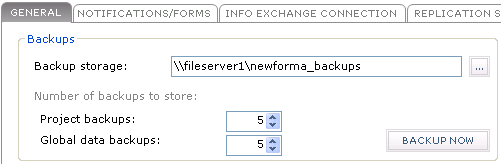 GENERAL NOTIFICATIONS/FORMS INFO EXCHANGE CONNECTION REPLICATION S
Backups
Backup storage: \\fileserver1\newforma_backups ...
Number of backups to store:
Project backups: 5
Global data backups: 5 BACKUP NOW